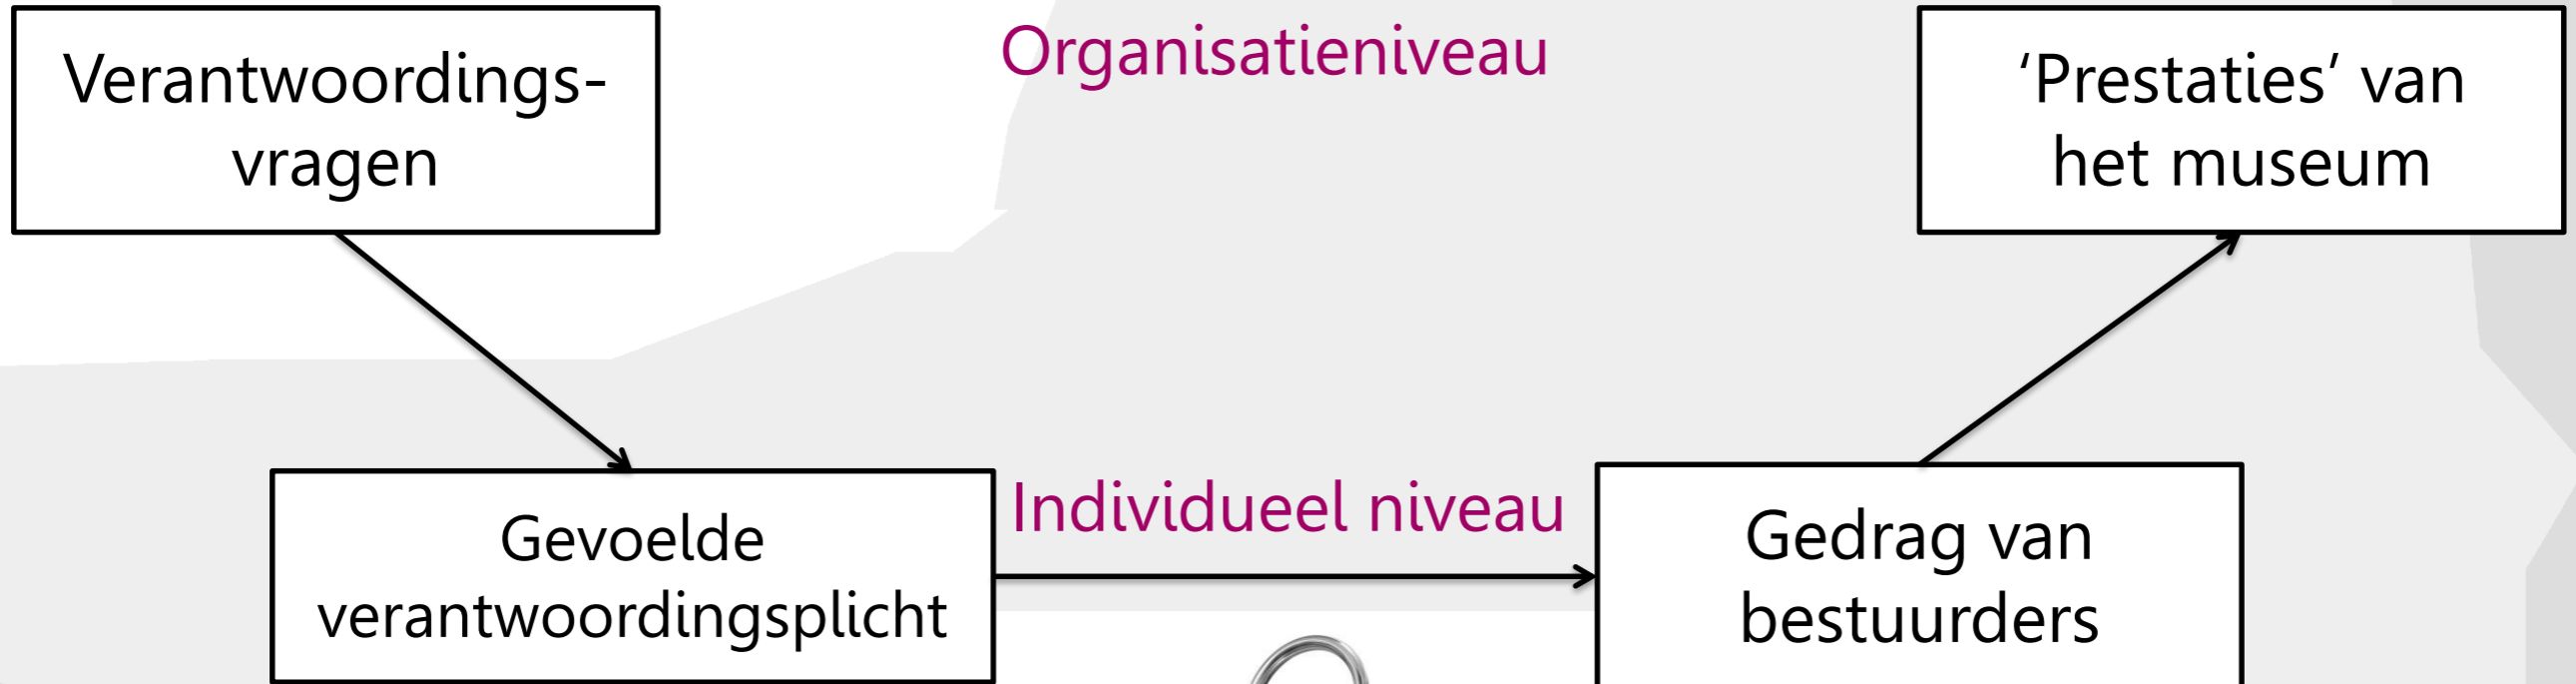 Verantwoordings-
vragen
Organisatieniveau
‘Prestaties’ van
het museum
Gevoelde
verantwoordingsplicht
Individueel niveau
Gedrag van
bestuurders